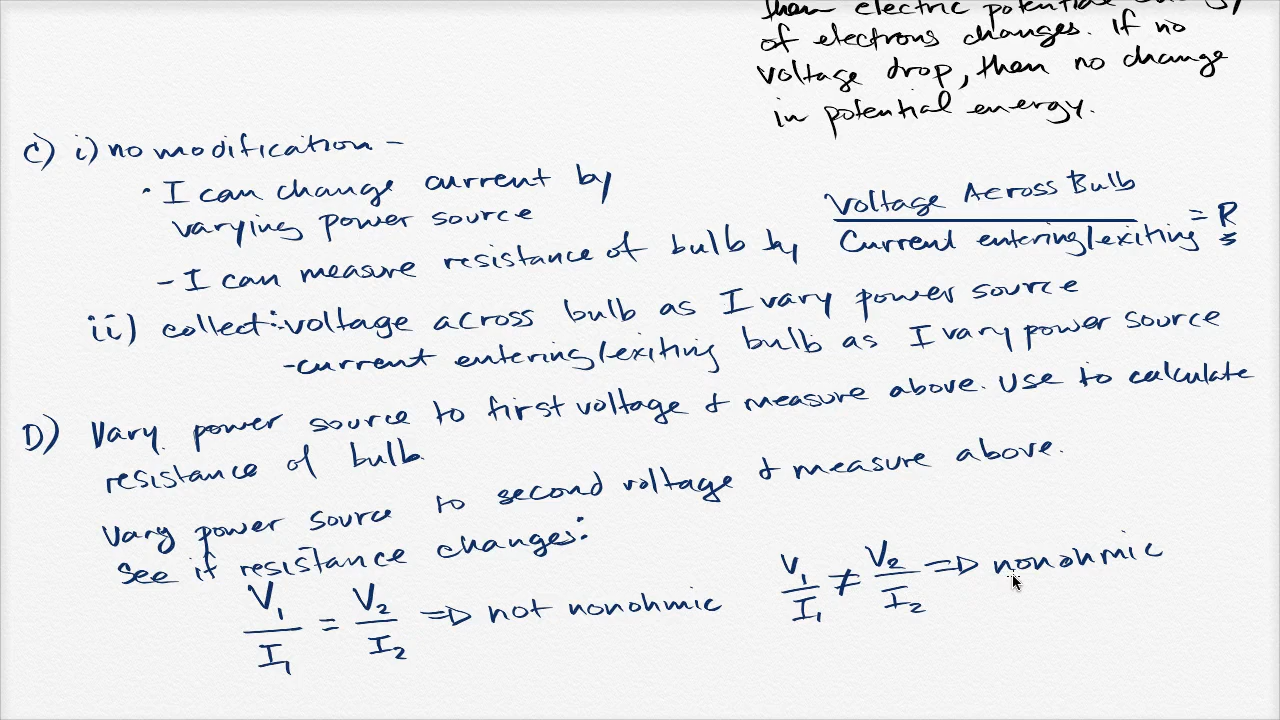 then electric potential energy
of electrons changes. If no
voltage drop, then no change
in potential energy.
C) i) no modification -
· I can change current by
varying power source
- I can measure resistance of bulb by Voltage Across Bulb / Current entering/exiting = R
ii) collect: - voltage across bulb as I vary power source
- current entering/exiting bulb as I vary power source
D) Vary power source to first voltage & measure above. Use to calculate
resistance of bulb.
Vary power source to second voltage & measure above.
See if resistance changes:
V₁/I₁ = V₂/I₂ => not nonohmic
V₁/I₁ ≠ V₂/I₂ => nonohmic